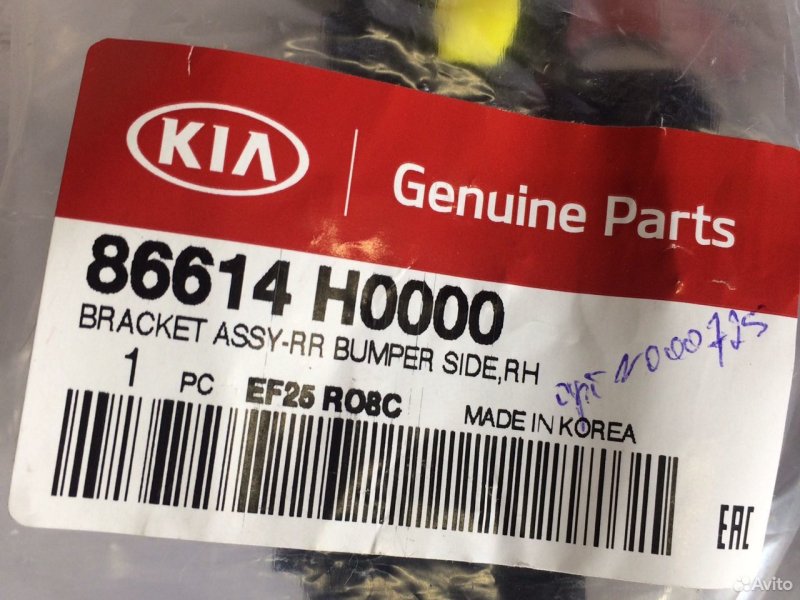 KIA
Genuine Parts
86614 H0000
BRACKET ASSY-RR BUMPER SIDE,RH
1 PC EF25 RO8C MADE IN KOREA
EAC
Avito